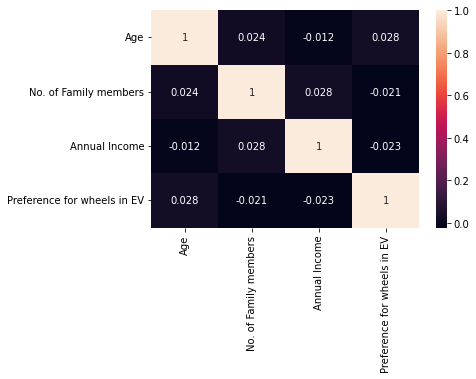 Age
1
0.024
-0.012
0.028
No. of Family members
0.024
1
0.028
-0.021
Annual Income
-0.012
0.028
1
-0.023
Preference for wheels in EV
0.028
-0.021
-0.023
1
Age
No. of Family members
Annual Income
Preference for wheels in EV
1.0
0.8
0.6
0.4
0.2
0.0